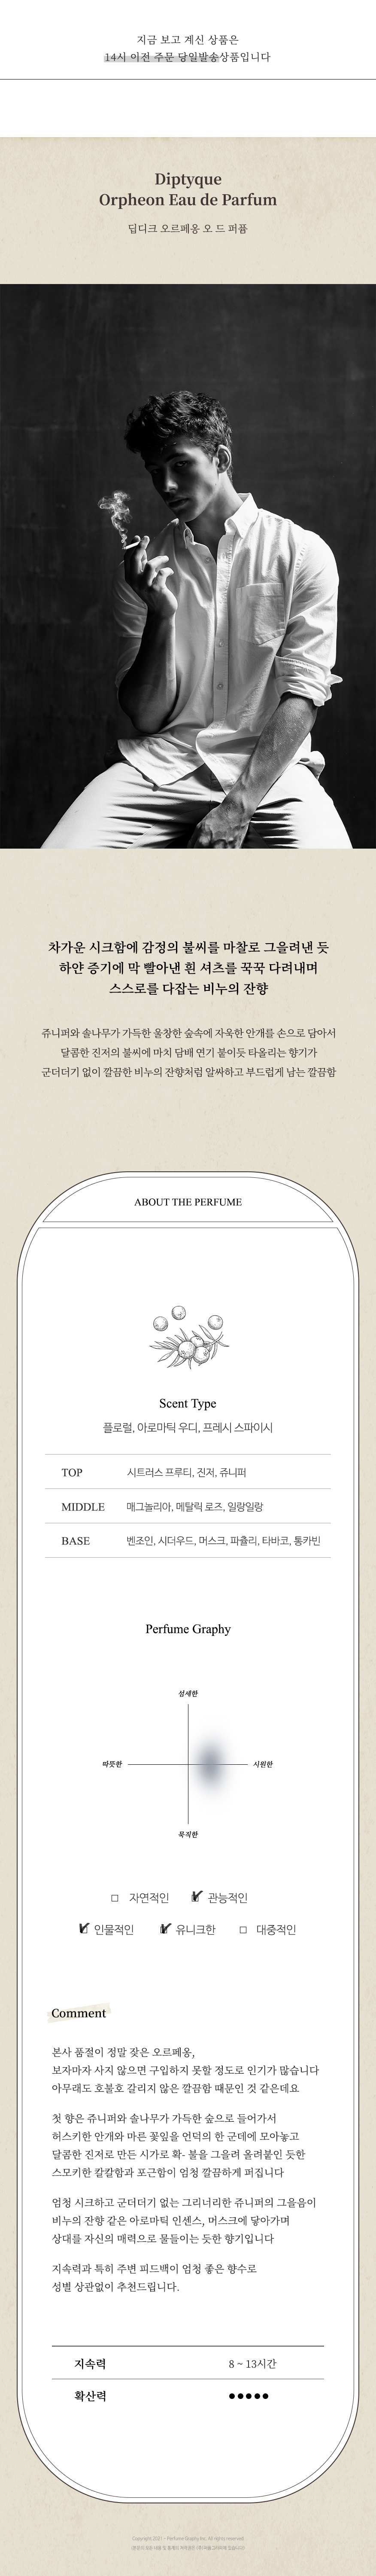 지금 보고 계신 상품은
14시 이전 주문 당일발송상품입니다
Diptyque
Orpheon Eau de Parfum
딥디크 오르페옹 오 드 퍼퓸
차가운 시크함에 감정의 불씨를 마찰로 그을려낸 듯
하얀 증기에 막 빨아낸 흰 셔츠를 꾹꾹 다려내며
스스로를 다잡는 비누의 잔향
쥬니퍼와 솔나무가 가득한 울창한 숲속에 자욱한 안개를 손으로 담아서
달콤한 진저의 불씨에 마치 담배 연기 붙이듯 타올리는 향기가
군더더기 없이 깔끔한 비누의 잔향처럼 알싸하고 부드럽게 남는 깔끔함
ABOUT THE PERFUME
Scent Type
플로럴, 아로마틱 우디, 프레시 스파이시
TOP 시트러스 프루티, 진저, 쥬니퍼
MIDDLE 매그놀리아, 메탈릭 로즈, 일랑일랑
BASE 벤조인, 시더우드, 머스크, 파츌리, 타바코, 통카빈
Perfume Graphy
섬세한
따뜻한 시원한
묵직한
자연적인 관능적인
인물적인 유니크한 대중적인
Comment
본사 품절이 정말 잦은 오르페옹,
보자마자 사지 않으면 구입하지 못할 정도로 인기가 많습니다
아무래도 호불호 갈리지 않은 깔끔함 때문인 것 같은데요
첫 향은 쥬니퍼와 솔나무가 가득한 숲으로 들어가서
허스키한 안개와 마른 꽃잎을 언덕의 한 군데에 모아놓고
달콤한 진저로 만든 시가로 확- 불을 그을려 올려붙인 듯한
스모키한 칼칼함과 포근함이 엄청 깔끔하게 퍼집니다
엄청 시크하고 군더더기 없는 그리너리한 쥬니퍼의 그을음이
비누의 잔향 같은 아로마틱 인센스, 머스크에 닿아가며
상대를 자신의 매력으로 물들이는 듯한 향기입니다
지속력과 특히 주변 피드백이 엄청 좋은 향수로
성별 상관없이 추천드립니다.
지속력 8 ~ 13시간
확산력 ●●●●●
Copyright 2021 - Perfume Graphy Inc. All rights reserved.